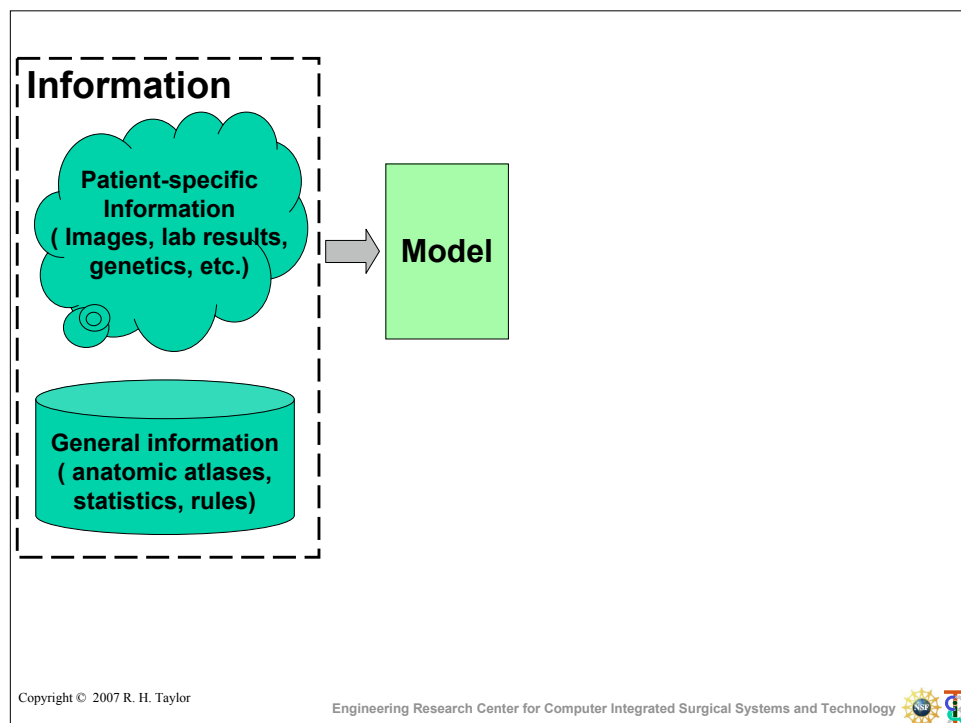 Information
Patient-specific
Information
( Images, lab results,
genetics, etc.)
Model
General information
( anatomic atlases,
statistics, rules)
Copyright © 2007 R. H. Taylor
Engineering Research Center for Computer Integrated Surgical Systems and Technology
NSF